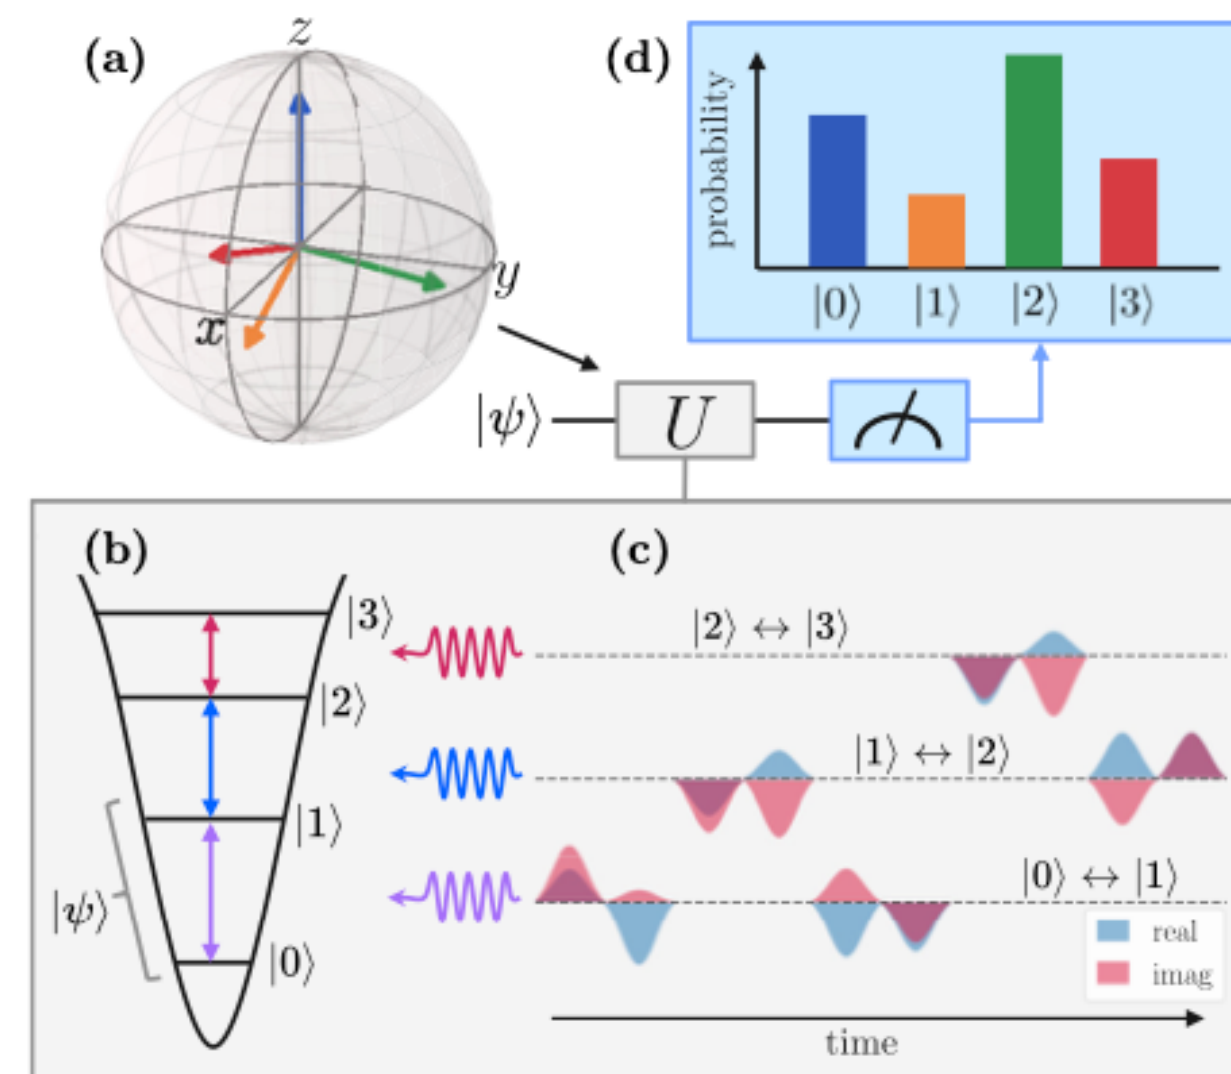 (a)
z
y
x
(d)
probability
|0⟩ |1⟩ |2⟩ |3⟩
|ψ⟩
U
(b)
|3⟩
|2⟩
|1⟩
|0⟩
|ψ⟩
(c)
|2⟩ ↔ |3⟩
|1⟩ ↔ |2⟩
|0⟩ ↔ |1⟩
real
imag
time